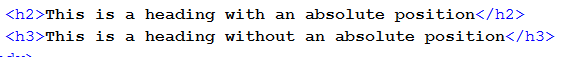 <h2>This is a heading with an absolute position</h2>
<h3>This is a heading without an absolute position</h3>